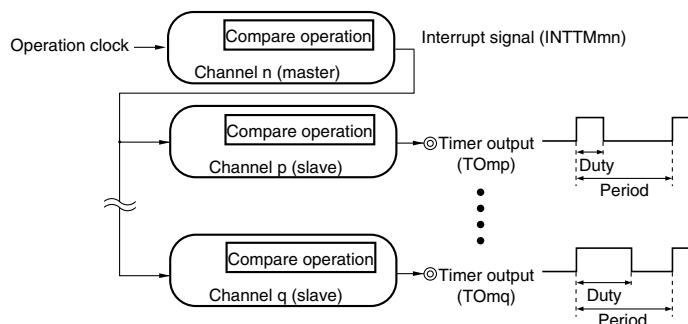 Compare operation
Operation clock
Interrupt signal (INTTMmn)
Channel n (master)
Compare operation
Timer output
(TOmp)
Channel p (slave)
Duty
Period
Compare operation
Timer output
(TOmq)
Channel q (slave)
Duty
Period